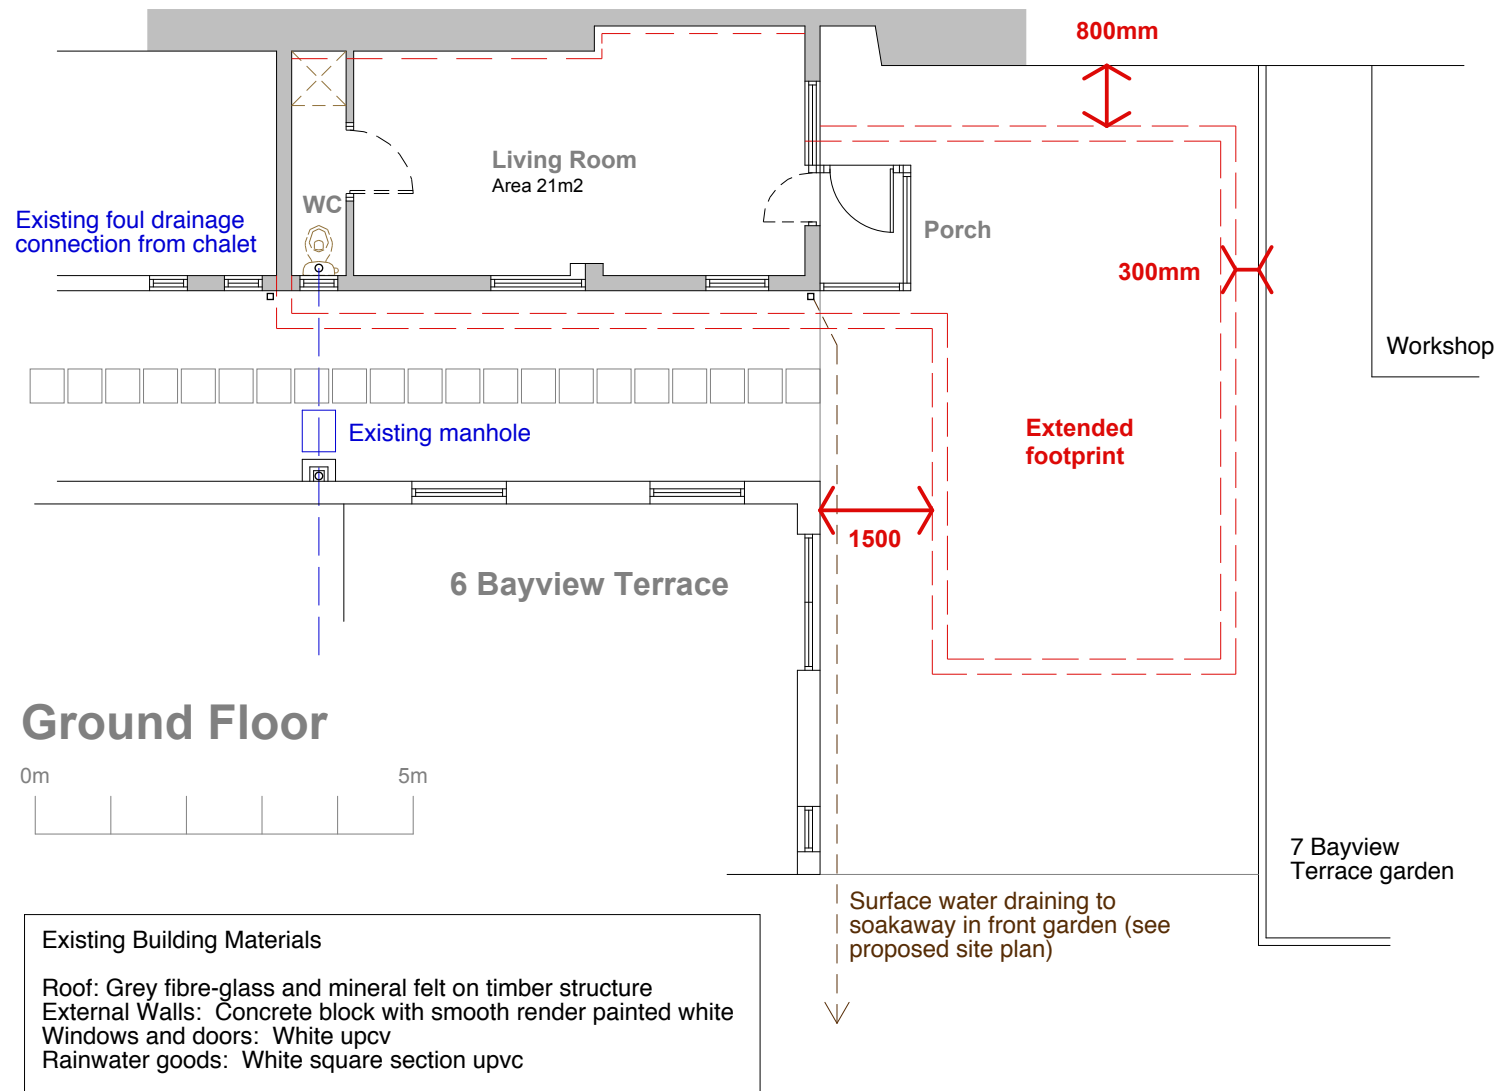 800mm
Living Room
Area 21m2
WC
Existing foul drainage
connection from chalet
Porch
300mm
Workshop
Existing manhole
Extended
footprint
1500
6 Bayview Terrace
Ground Floor
0m
5m
7 Bayview
Terrace garden
Surface water draining to
soakaway in front garden (see
proposed site plan)
Existing Building Materials
Roof: Grey fibre-glass and mineral felt on timber structure
External Walls: Concrete block with smooth render painted white
Windows and doors: White upcv
Rainwater goods: White square section upvc